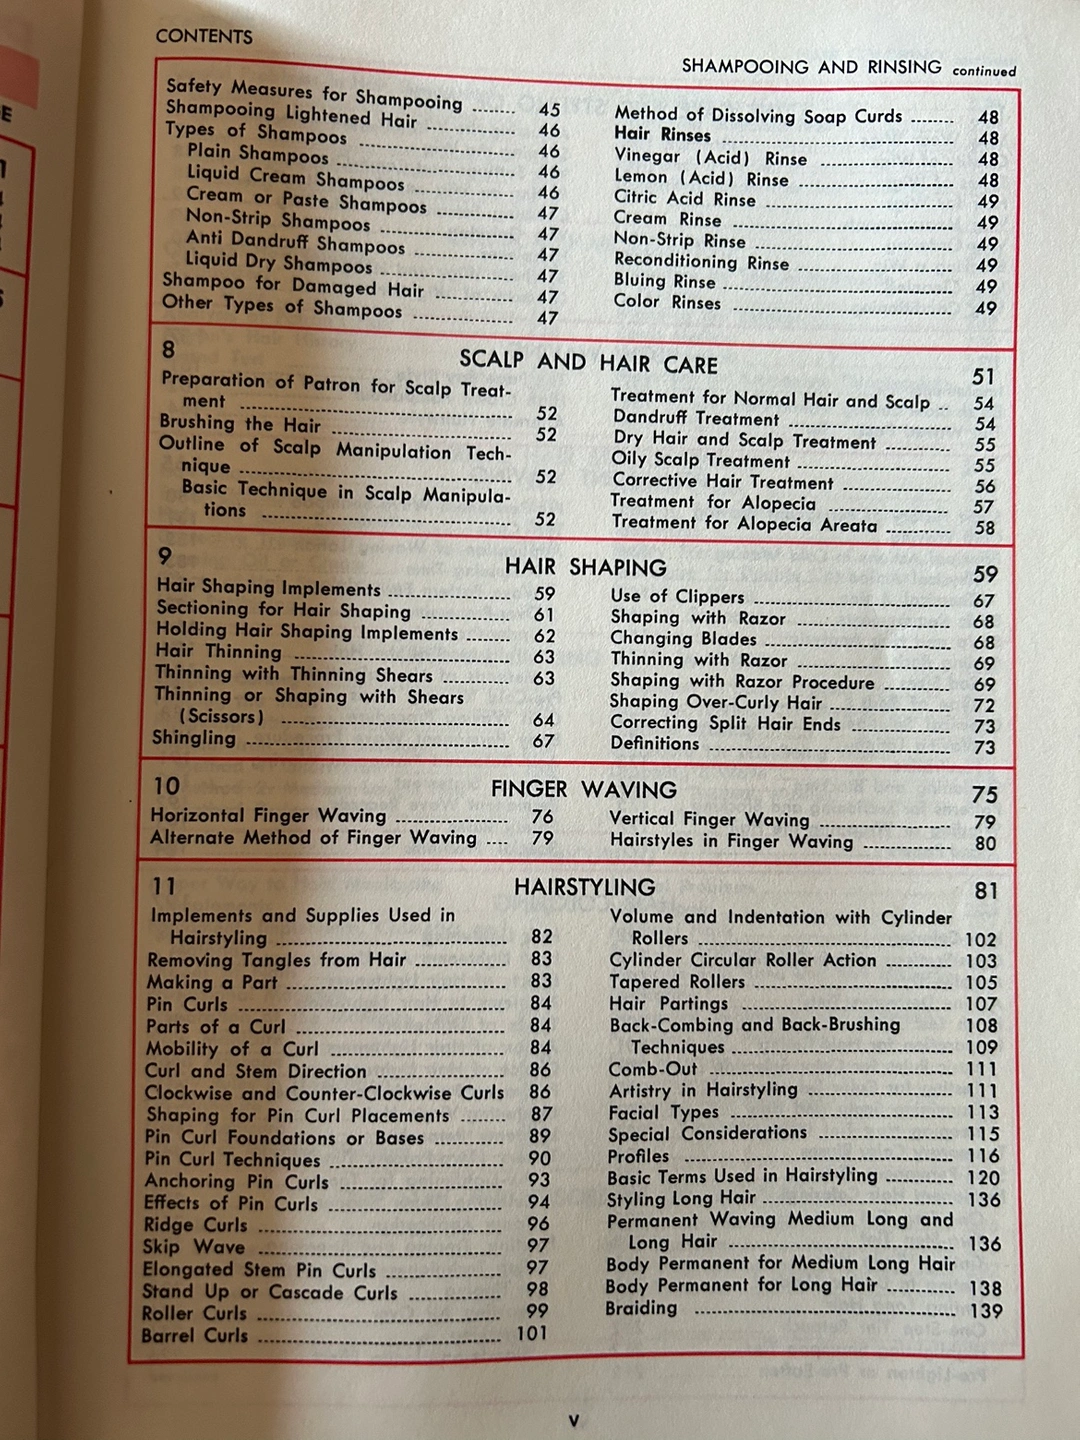 CONTENTS
SHAMPOOING AND RINSING continued
Safety Measures for Shampooing ........ 45
Shampooing Lightened Hair ................ 46
Types of Shampoos ............................ 46
Plain Shampoos ................................ 46
Liquid Cream Shampoos .................. 46
Cream or Paste Shampoos .............. 47
Non-Strip Shampoos ........................ 47
Anti Dandruff Shampoos .................. 47
Liquid Dry Shampoos ........................ 47
Shampoo for Damaged Hair .............. 47
Other Types of Shampoos .................. 47
Method of Dissolving Soap Curds ........ 48
Hair Rinses ........................................ 48
Vinegar (Acid) Rinse ........................ 48
Lemon (Acid) Rinse .......................... 48
Citric Acid Rinse ................................ 49
Cream Rinse ...................................... 49
Non-Strip Rinse .................................. 49
Reconditioning Rinse .......................... 49
Bluing Rinse ...................................... 49
Color Rinses ...................................... 49
8 SCALP AND HAIR CARE 51
Preparation of Patron for Scalp Treat-
ment .............................................. 52
Brushing the Hair ................................ 52
Outline of Scalp Manipulation Tech-
nique .............................................. 52
Basic Technique in Scalp Manipula-
tions .......................................... 52
Treatment for Normal Hair and Scalp .. 54
Dandruff Treatment ............................ 54
Dry Hair and Scalp Treatment ............ 55
Oily Scalp Treatment .......................... 55
Corrective Hair Treatment .................. 56
Treatment for Alopecia ...................... 57
Treatment for Alopecia Areata ............ 58
9 HAIR SHAPING 59
Hair Shaping Implements .................... 59
Sectioning for Hair Shaping ................ 61
Holding Hair Shaping Implements ........ 62
Hair Thinning ...................................... 63
Thinning with Thinning Shears ............ 63
Thinning or Shaping with Shears
(Scissors) ........................................ 64
Shingling ............................................ 67
Use of Clippers .................................. 67
Shaping with Razor ............................ 68
Changing Blades ................................ 68
Thinning with Razor ............................ 69
Shaping with Razor Procedure ............ 69
Shaping Over-Curly Hair .................... 72
Correcting Split Hair Ends .................. 73
Definitions .......................................... 73
10 FINGER WAVING 75
Horizontal Finger Waving .................... 76
Alternate Method of Finger Waving .... 79
Vertical Finger Waving ........................ 79
Hairstyles in Finger Waving ................ 80
11 HAIRSTYLING 81
Implements and Supplies Used in
Hairstyling ...................................... 82
Removing Tangles from Hair ................ 83
Making a Part .................................... 83
Pin Curls ............................................ 84
Parts of a Curl .................................... 84
Mobility of a Curl .............................. 84
Curl and Stem Direction ...................... 86
Clockwise and Counter-Clockwise Curls 86
Shaping for Pin Curl Placements ........ 87
Pin Curl Foundations or Bases ............ 89
Pin Curl Techniques ............................ 90
Anchoring Pin Curls ............................ 93
Effects of Pin Curls ............................ 94
Ridge Curls ........................................ 96
Skip Wave .......................................... 97
Elongated Stem Pin Curls .................... 97
Stand Up or Cascade Curls ................ 98
Roller Curls ........................................ 99
Barrel Curls ........................................ 101
Volume and Indentation with Cylinder
Rollers ............................................ 102
Cylinder Circular Roller Action ............ 103
Tapered Rollers .................................. 105
Hair Partings ...................................... 107
Back-Combing and Back-Brushing 108
Techniques ...................................... 109
Comb-Out .......................................... 111
Artistry in Hairstyling .......................... 111
Facial Types ...................................... 113
Special Considerations ........................ 115
Profiles .............................................. 116
Basic Terms Used in Hairstyling ............ 120
Styling Long Hair ................................ 136
Permanent Waving Medium Long and
Long Hair ........................................ 136
Body Permanent for Medium Long Hair
Body Permanent for Long Hair ............ 138
Braiding ............................................ 139
v